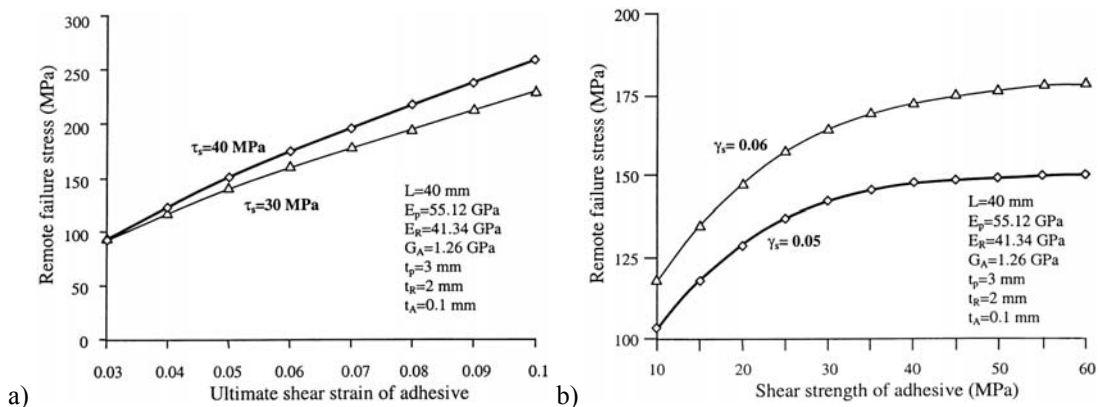 300
250
200
150
100
50
0
Remote failure stress (MPa)
τs=40 MPa
τs=30 MPa
L=40 mm
Ep=55.12 GPa
ER=41.34 GPa
GA=1.26 GPa
tp=3 mm
tR=2 mm
tA=0.1 mm
0.03 0.04 0.05 0.06 0.07 0.08 0.09 0.1
Ultimate shear strain of adhesive
a)
200
175
150
125
100
Remote failure stress (MPa)
γs=0.06
γs=0.05
L=40 mm
Ep=55.12 GPa
ER=41.34 GPa
GA=1.26 GPa
tp=3 mm
tR=2 mm
tA=0.1 mm
10 20 30 40 50 60
Shear strength of adhesive (MPa)
b)